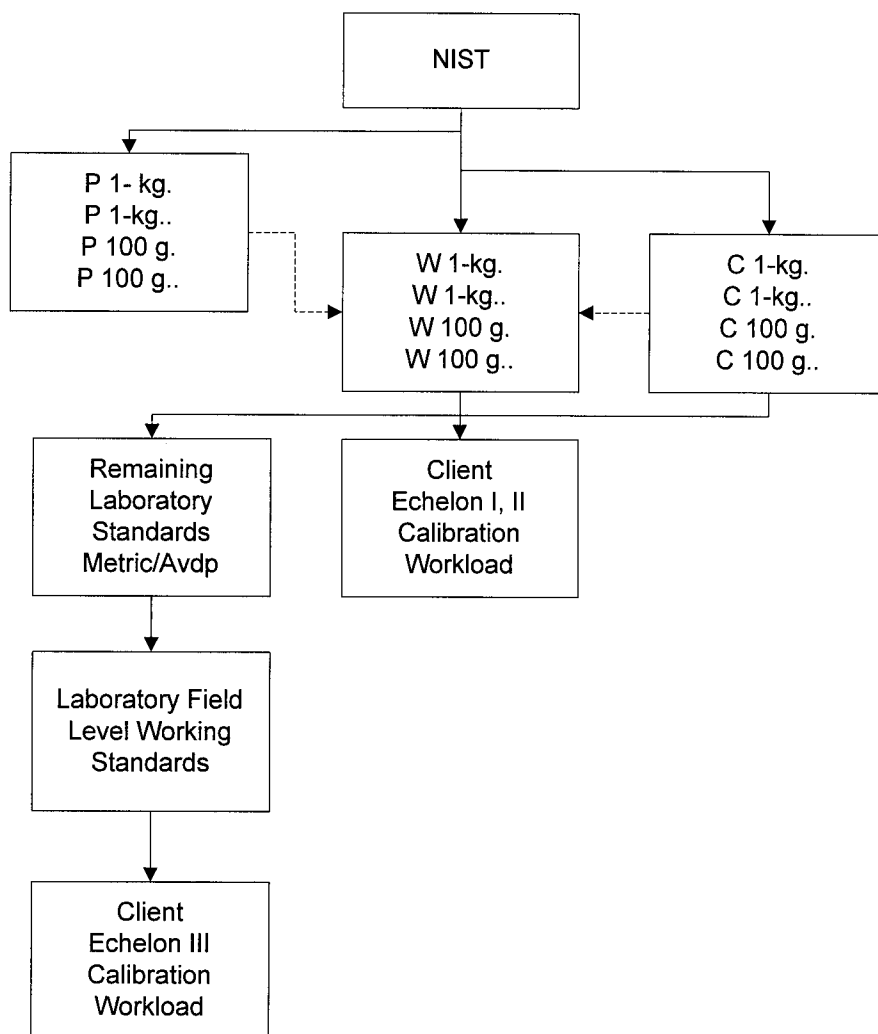 NIST
P 1- kg.
P 1-kg..
P 100 g.
P 100 g..
W 1-kg.
W 1-kg..
W 100 g.
W 100 g..
C 1-kg.
C 1-kg..
C 100 g.
C 100 g..
Remaining
Laboratory
Standards
Metric/Avdp
Client
Echelon I, II
Calibration
Workload
Laboratory Field
Level Working
Standards
Client
Echelon III
Calibration
Workload